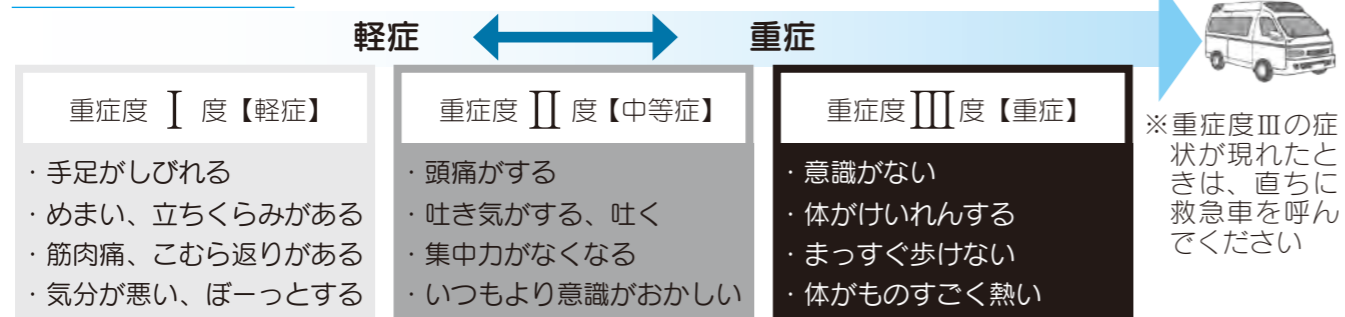 軽症 重症
重症度 Ⅰ 度【軽症】
・手足がしびれる
・めまい、立ちくらみがある
・筋肉痛、こむら返りがある
・気分が悪い、ぼーっとする
重症度 Ⅱ 度【中等症】
・頭痛がする
・吐き気がする、吐く
・集中力がなくなる
・いつもより意識がおかしい
重症度 Ⅲ 度【重症】
・意識がない
・体がけいれんする
・まっすぐ歩けない
・体がものすごく熱い
※重症度Ⅲの症
状が現れたと
きは、直ちに
救急車を呼ん
でください